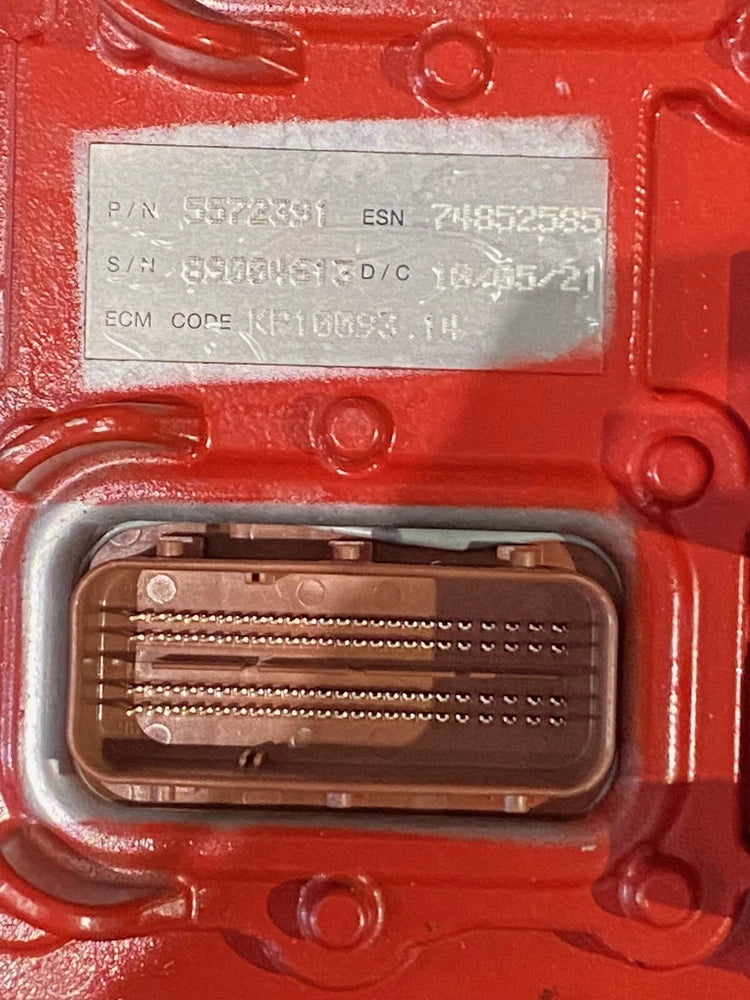 P/N 5572391 ESN 74852585
S/N 89004613 D/C 10/05/21
ECM CODE KP10093.14